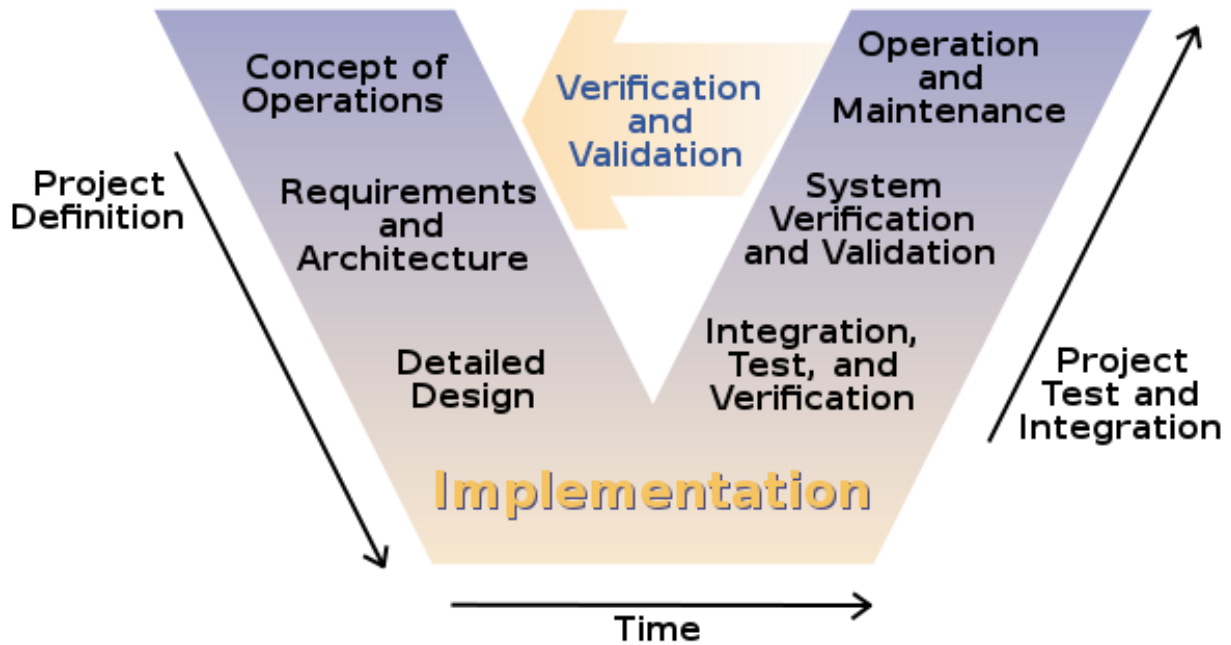 Concept of
Operations
Verification
and
Validation
Operation
and
Maintenance
Project
Definition
Requirements
and
Architecture
System
Verification
and Validation
Detailed
Design
Integration,
Test, and
Verification
Project
Test and
Integration
Implementation
Time